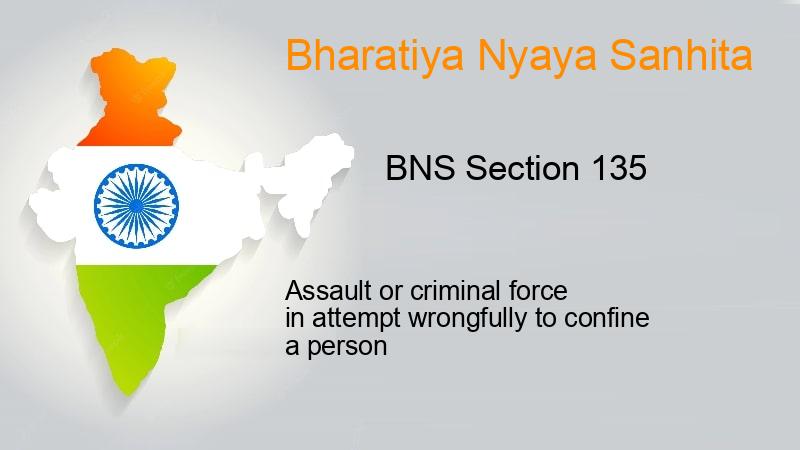 Bharatiya Nyaya Sanhita
BNS Section 135
Assault or criminal force
in attempt wrongfully to confine
a person